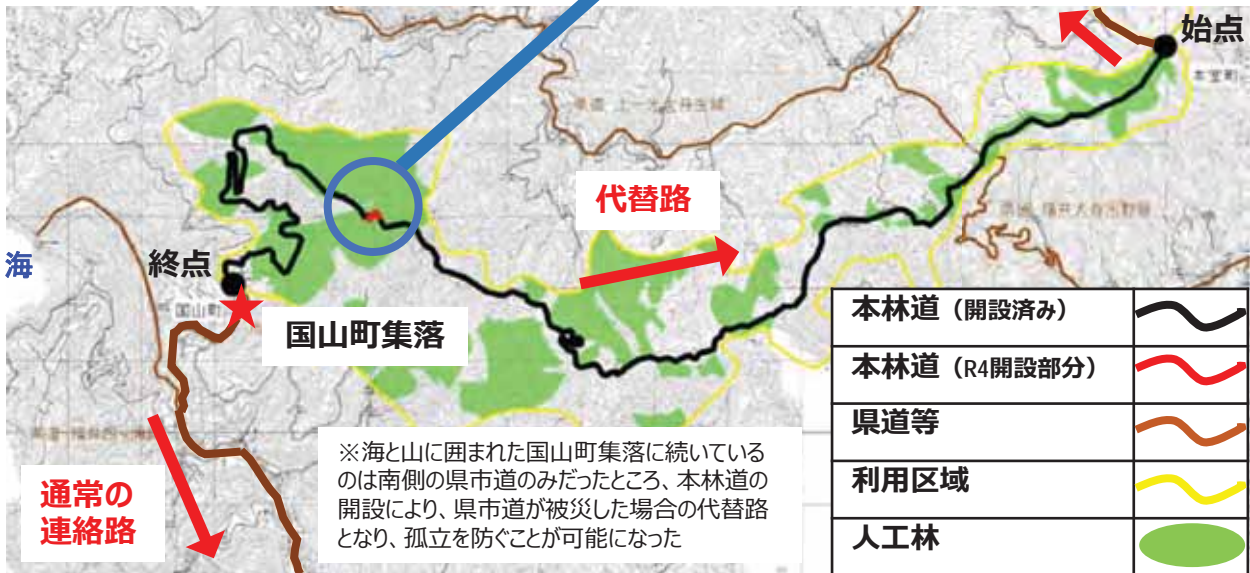 始点
本堂町
代替路
海
終点
国山町
国山町集落
通常の
連絡路
※海と山に囲まれた国山町集落に続いている
のは南側の県市道のみだったところ、本林道の
開設により、県市道が被災した場合の代替路
となり、孤立を防ぐことが可能になった
本林道（開設済み）
本林道（R4開設部分）
県道等
利用区域
人工林